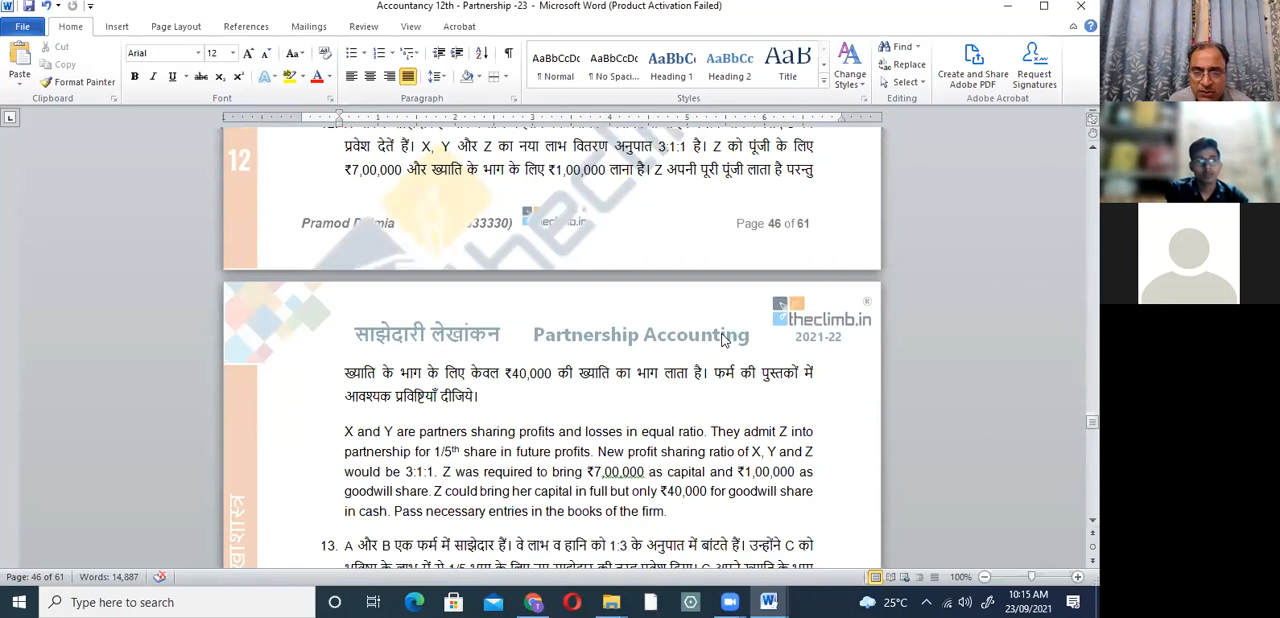 Accountancy 12th - Partnership -23 - Microsoft Word (Product Activation Failed)
File Home Insert Page Layout References Mailings Review View Acrobat
Cut
Copy
Format Painter
Paste
Clipboard
Arial 12
Font
Paragraph
AaBbCcDc AaBbCcDc AaBbC AaBbCc AaB
¶ Normal ¶ No Spaci... Heading 1 Heading 2 Title
Change Styles
Styles
Find
Replace
Select
Editing
Create and Share Adobe PDF
Request Signatures
Adobe Acrobat
12
प्रवेश देतें हैं। X, Y और Z का नया लाभ वितरण अनुपात 3:1:1 है। Z को पूंजी के लिए
₹7,00,000 और ख्याति के भाग के लिए ₹1,00,000 लाना है। Z अपनी पूरी पूंजी लाता है परन्तु
Pramod 33330) theclimb.in Page 46 of 61
theclimb.in
2021-22
साझेदारी लेखांकन Partnership Accounting
ख्याति के भाग के लिए केवल ₹40,000 की ख्याति का भाग लाता है। फर्म की पुस्तकों में
आवश्यक प्रविष्टियाँ दीजिये।
X and Y are partners sharing profits and losses in equal ratio. They admit Z into
partnership for 1/5th share in future profits. New profit sharing ratio of X, Y and Z
would be 3:1:1. Z was required to bring ₹7,00,000 as capital and ₹1,00,000 as
goodwill share. Z could bring her capital in full but only ₹40,000 for goodwill share
in cash. Pass necessary entries in the books of the firm.
13. A और B एक फर्म में साझेदार हैं। वे लाभ व हानि को 1:3 के अनुपात में बांटते हैं। उन्होंने C को
Page: 46 of 61 Words: 14,887 100%
Type here to search
25°C
10:15 AM
23/09/2021